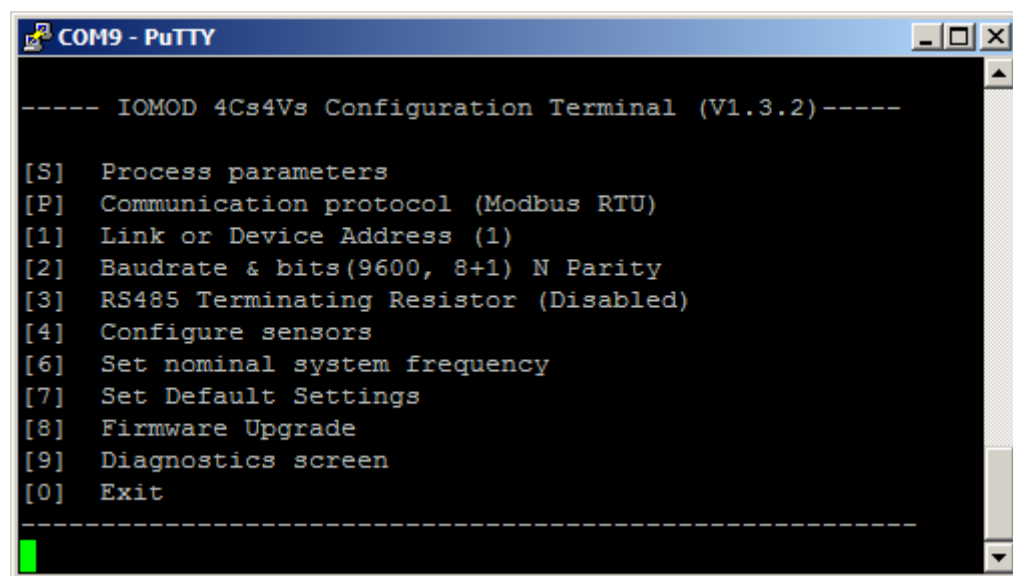 COM9 - PuTTY
----- IOMOD 4Cs4Vs Configuration Terminal (V1.3.2)-----
[S] Process parameters
[P] Communication protocol (Modbus RTU)
[1] Link or Device Address (1)
[2] Baudrate & bits(9600, 8+1) N Parity
[3] RS485 Terminating Resistor (Disabled)
[4] Configure sensors
[6] Set nominal system frequency
[7] Set Default Settings
[8] Firmware Upgrade
[9] Diagnostics screen
[0] Exit
-------------------------------------------------------